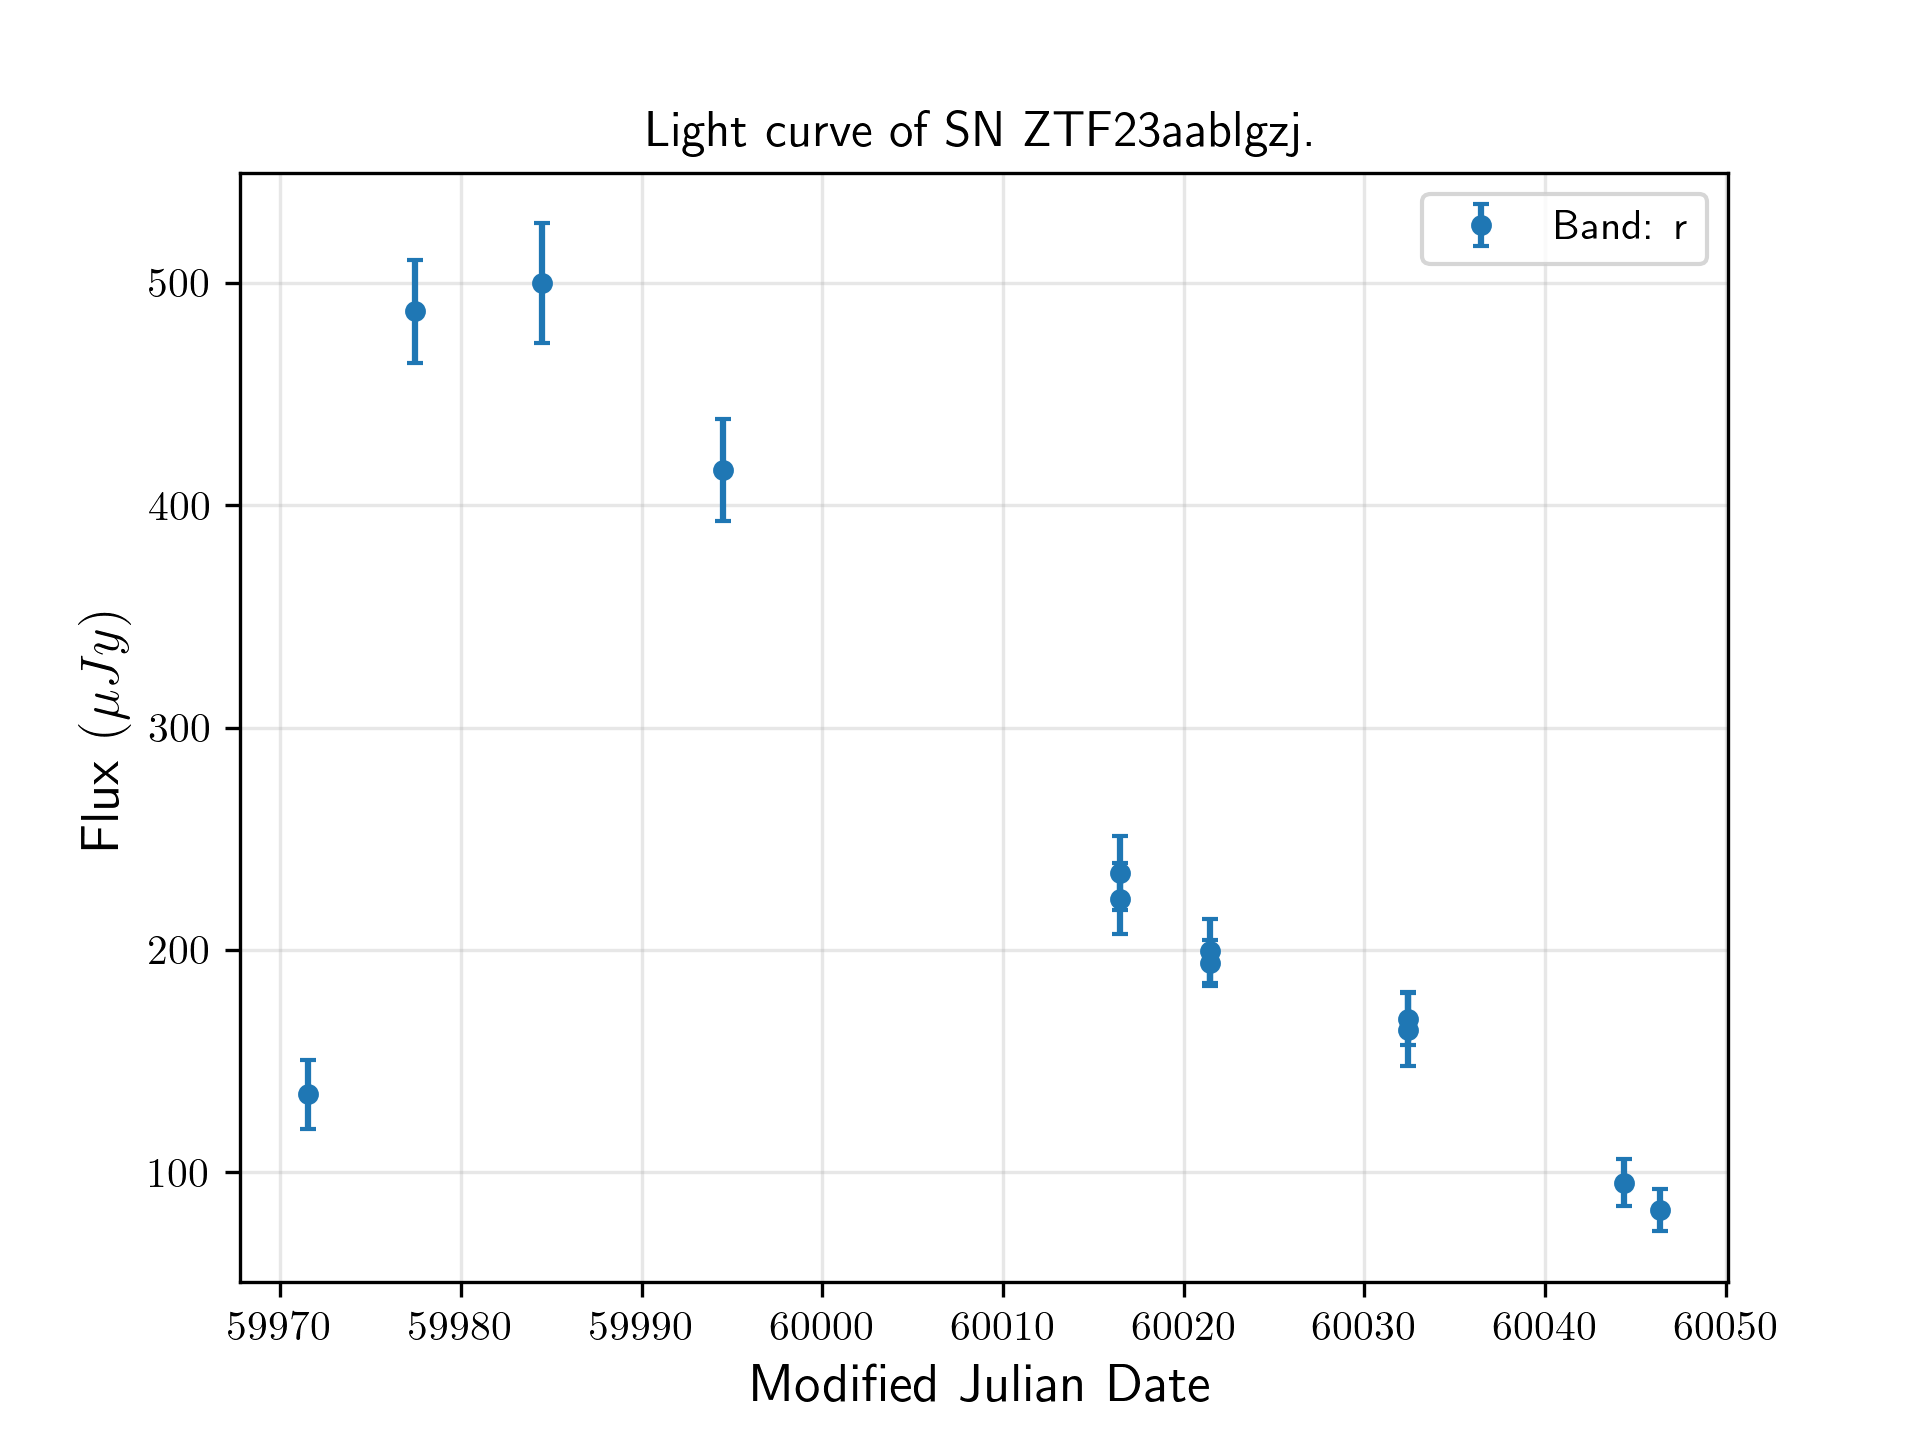 Light curve of SN ZTF23aablgzj.
Band: r
500
400
300
200
100
Flux (μJy)
59970 59980 59990 60000 60010 60020 60030 60040 60050
Modified Julian Date